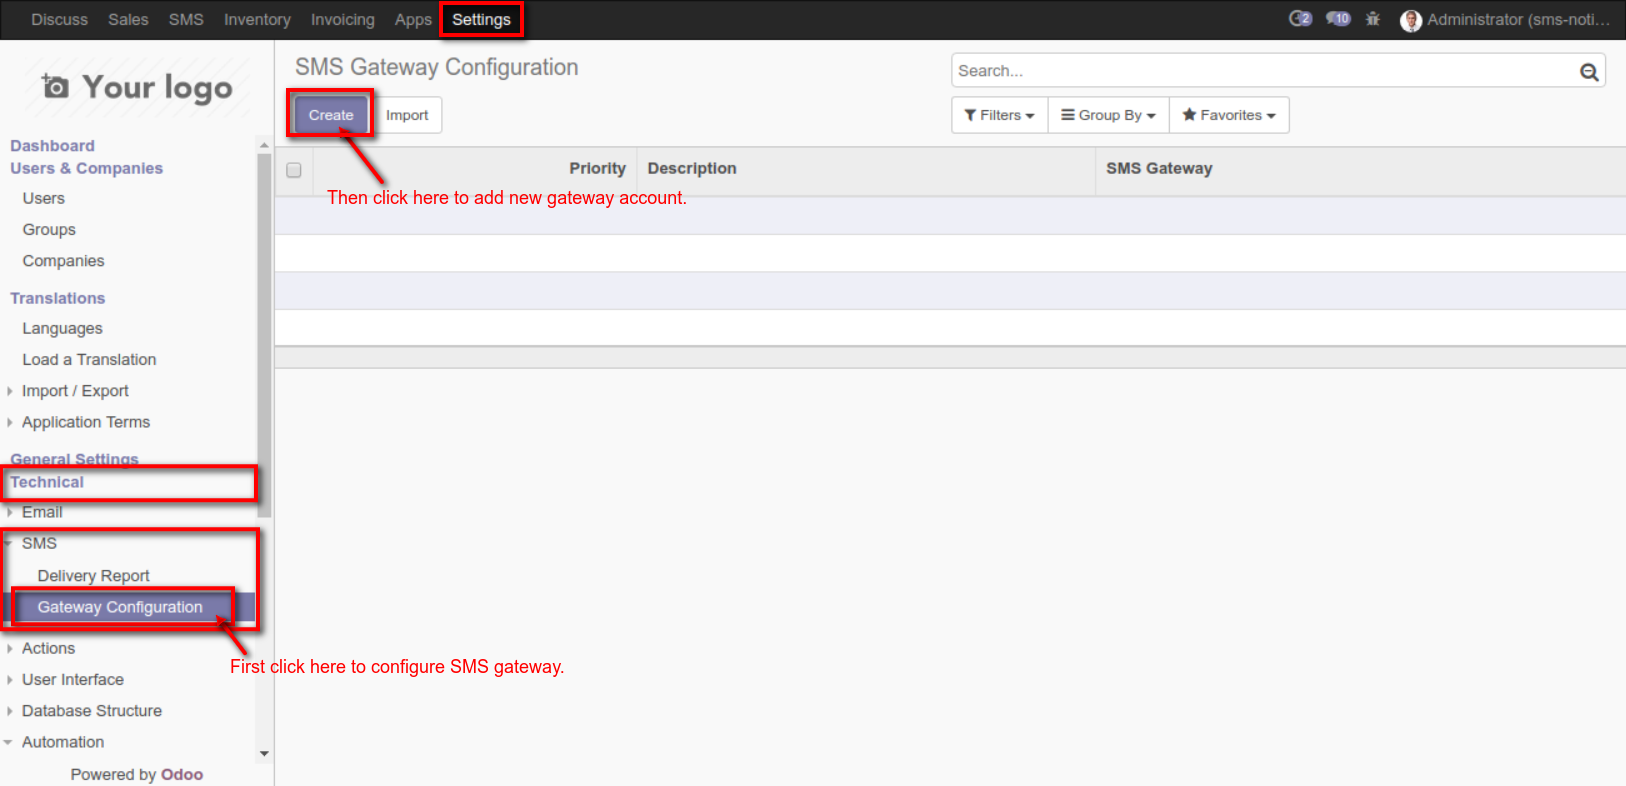 Discuss Sales SMS Inventory Invoicing Apps Settings 2 10 Administrator (sms-noti...
Your logo
SMS Gateway Configuration
Search...
Create Import
Filters Group By Favorites
Dashboard
Users & Companies
Users
Groups
Companies
Translations
Languages
Load a Translation
Import / Export
Application Terms
General Settings
Technical
Email
SMS
Delivery Report
Gateway Configuration
Actions
User Interface
Database Structure
Automation
Powered by Odoo
Priority Description SMS Gateway
Then click here to add new gateway account.
First click here to configure SMS gateway.